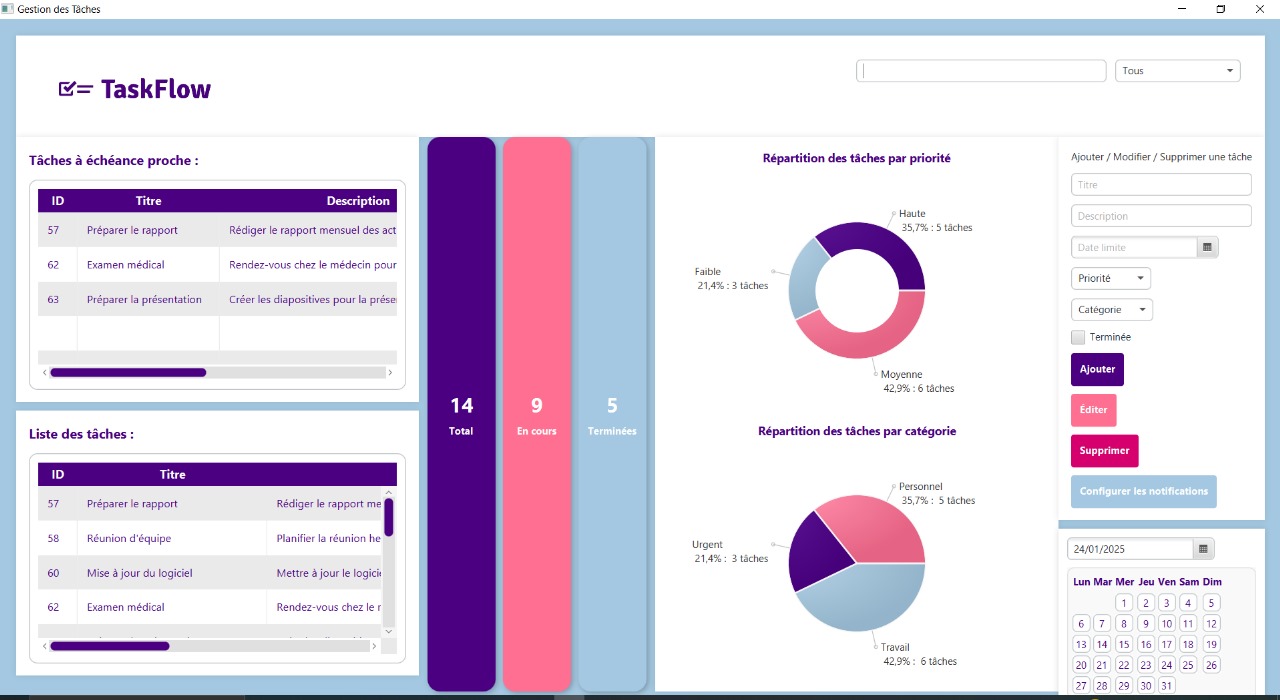 Gestion des Tâches
TaskFlow
Tous
Tâches à échéance proche :
ID Titre Description
57 Préparer le rapport Rédiger le rapport mensuel des act
62 Examen médical Rendez-vous chez le médecin pour
63 Préparer la présentation Créer les diapositives pour la prése
Liste des tâches :
ID Titre
57 Préparer le rapport Rédiger le rapport me
58 Réunion d'équipe Planifier la réunion he
60 Mise à jour du logiciel Mettre à jour le logicie
62 Examen médical Rendez-vous chez le r
14
Total
9
En cours
5
Terminées
Répartition des tâches par priorité
Haute
35,7% : 5 tâches
Faible
21,4% : 3 tâches
Moyenne
42,9% : 6 tâches
Répartition des tâches par catégorie
Personnel
35,7% : 5 tâches
Urgent
21,4% : 3 tâches
Travail
42,9% : 6 tâches
Ajouter / Modifier / Supprimer une tâche
Titre
Description
Date limite
Priorité
Catégorie
Terminée
Ajouter
Éditer
Supprimer
Configurer les notifications
24/01/2025
Lun Mar Mer Jeu Ven Sam Dim
1 2 3 4 5
6 7 8 9 10 11 12
13 14 15 16 17 18 19
20 21 22 23 24 25 26
27 28 29 30 31